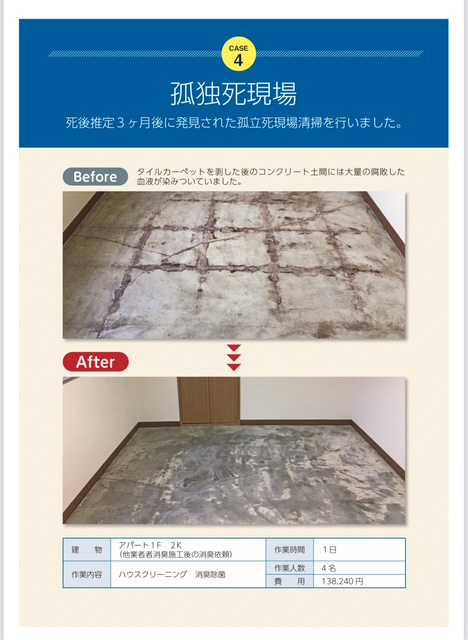 CASE
4
孤独死現場
死後推定３ヶ月後に発見された孤立死現場清掃を行いました。
Before
タイルカーペットを剥した後のコンクリート土間には大量の腐敗した
血液が染みついていました。
After
建　物
アパート１F　２K
（他業者者消臭施工後の消臭依頼）
作業時間
１日
作業内容
ハウスクリーニング　消臭除菌
作業人数
４名
費　用
138,240 円